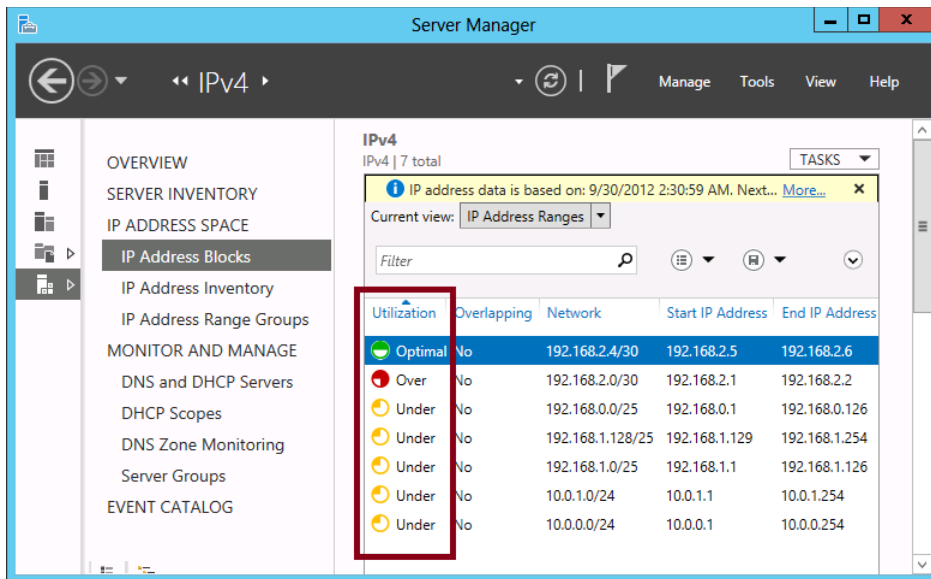 Server Manager
IPv4
Manage Tools View Help
OVERVIEW
SERVER INVENTORY
IP ADDRESS SPACE
IP Address Blocks
IP Address Inventory
IP Address Range Groups
MONITOR AND MANAGE
DNS and DHCP Servers
DHCP Scopes
DNS Zone Monitoring
Server Groups
EVENT CATALOG
IPv4
IPv4 | 7 total
TASKS
IP address data is based on: 9/30/2012 2:30:59 AM. Next... More...
Current view: IP Address Ranges
Filter
Utilization Overlapping Network Start IP Address End IP Address
Optimal No 192.168.2.4/30 192.168.2.5 192.168.2.6
Over No 192.168.2.0/30 192.168.2.1 192.168.2.2
Under No 192.168.0.0/25 192.168.0.1 192.168.0.126
Under No 192.168.1.128/25 192.168.1.129 192.168.1.254
Under No 192.168.1.0/25 192.168.1.1 192.168.1.126
Under No 10.0.1.0/24 10.0.1.1 10.0.1.254
Under No 10.0.0.0/24 10.0.0.1 10.0.0.254